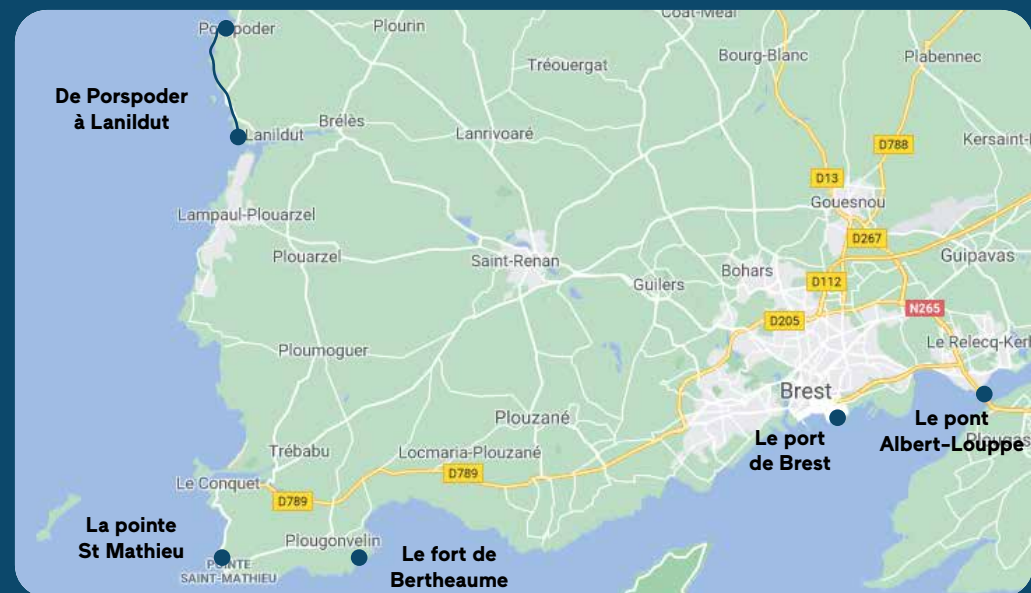 Coat-Méal
Porspoder
Plourin
Bourg-Blanc
Plabennec
Tréouergat
De Porspoder
à Lanildut
Brélès
Lanildut
Lanrivoaré
D788
Kersaint-
D13
Gouesnou
Lampaul-Plouarzel
D267
Plouarzel
Saint-Renan
Guipavas
Bohars
D112
Guilers
N265
D205
Le Relecq-Kerh
Ploumoguer
Brest
Plouzané
Le port
de Brest
Le pont
Albert-Louppe
Plougas
Trébabu
Locmaria-Plouzané
D789
Le Conquet
D789
La pointe
St Mathieu
Plougonvelin
Le fort de
Bertheaume
POINTE
SAINT-MATHIEU